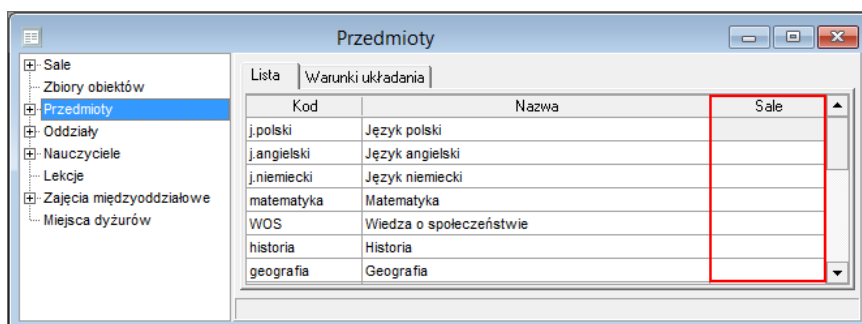 Przedmioty
Sale
Zbiory obiektów
Przedmioty
Oddziały
Nauczyciele
Lekcje
Zajęcia międzyoddziałowe
Miejsca dyżurów
Lista Warunki układania
Kod Nazwa Sale
j.polski Język polski
j.angielski Język angielski
j.niemiecki Język niemiecki
matematyka Matematyka
WOS Wiedza o społeczeństwie
historia Historia
geografia Geografia